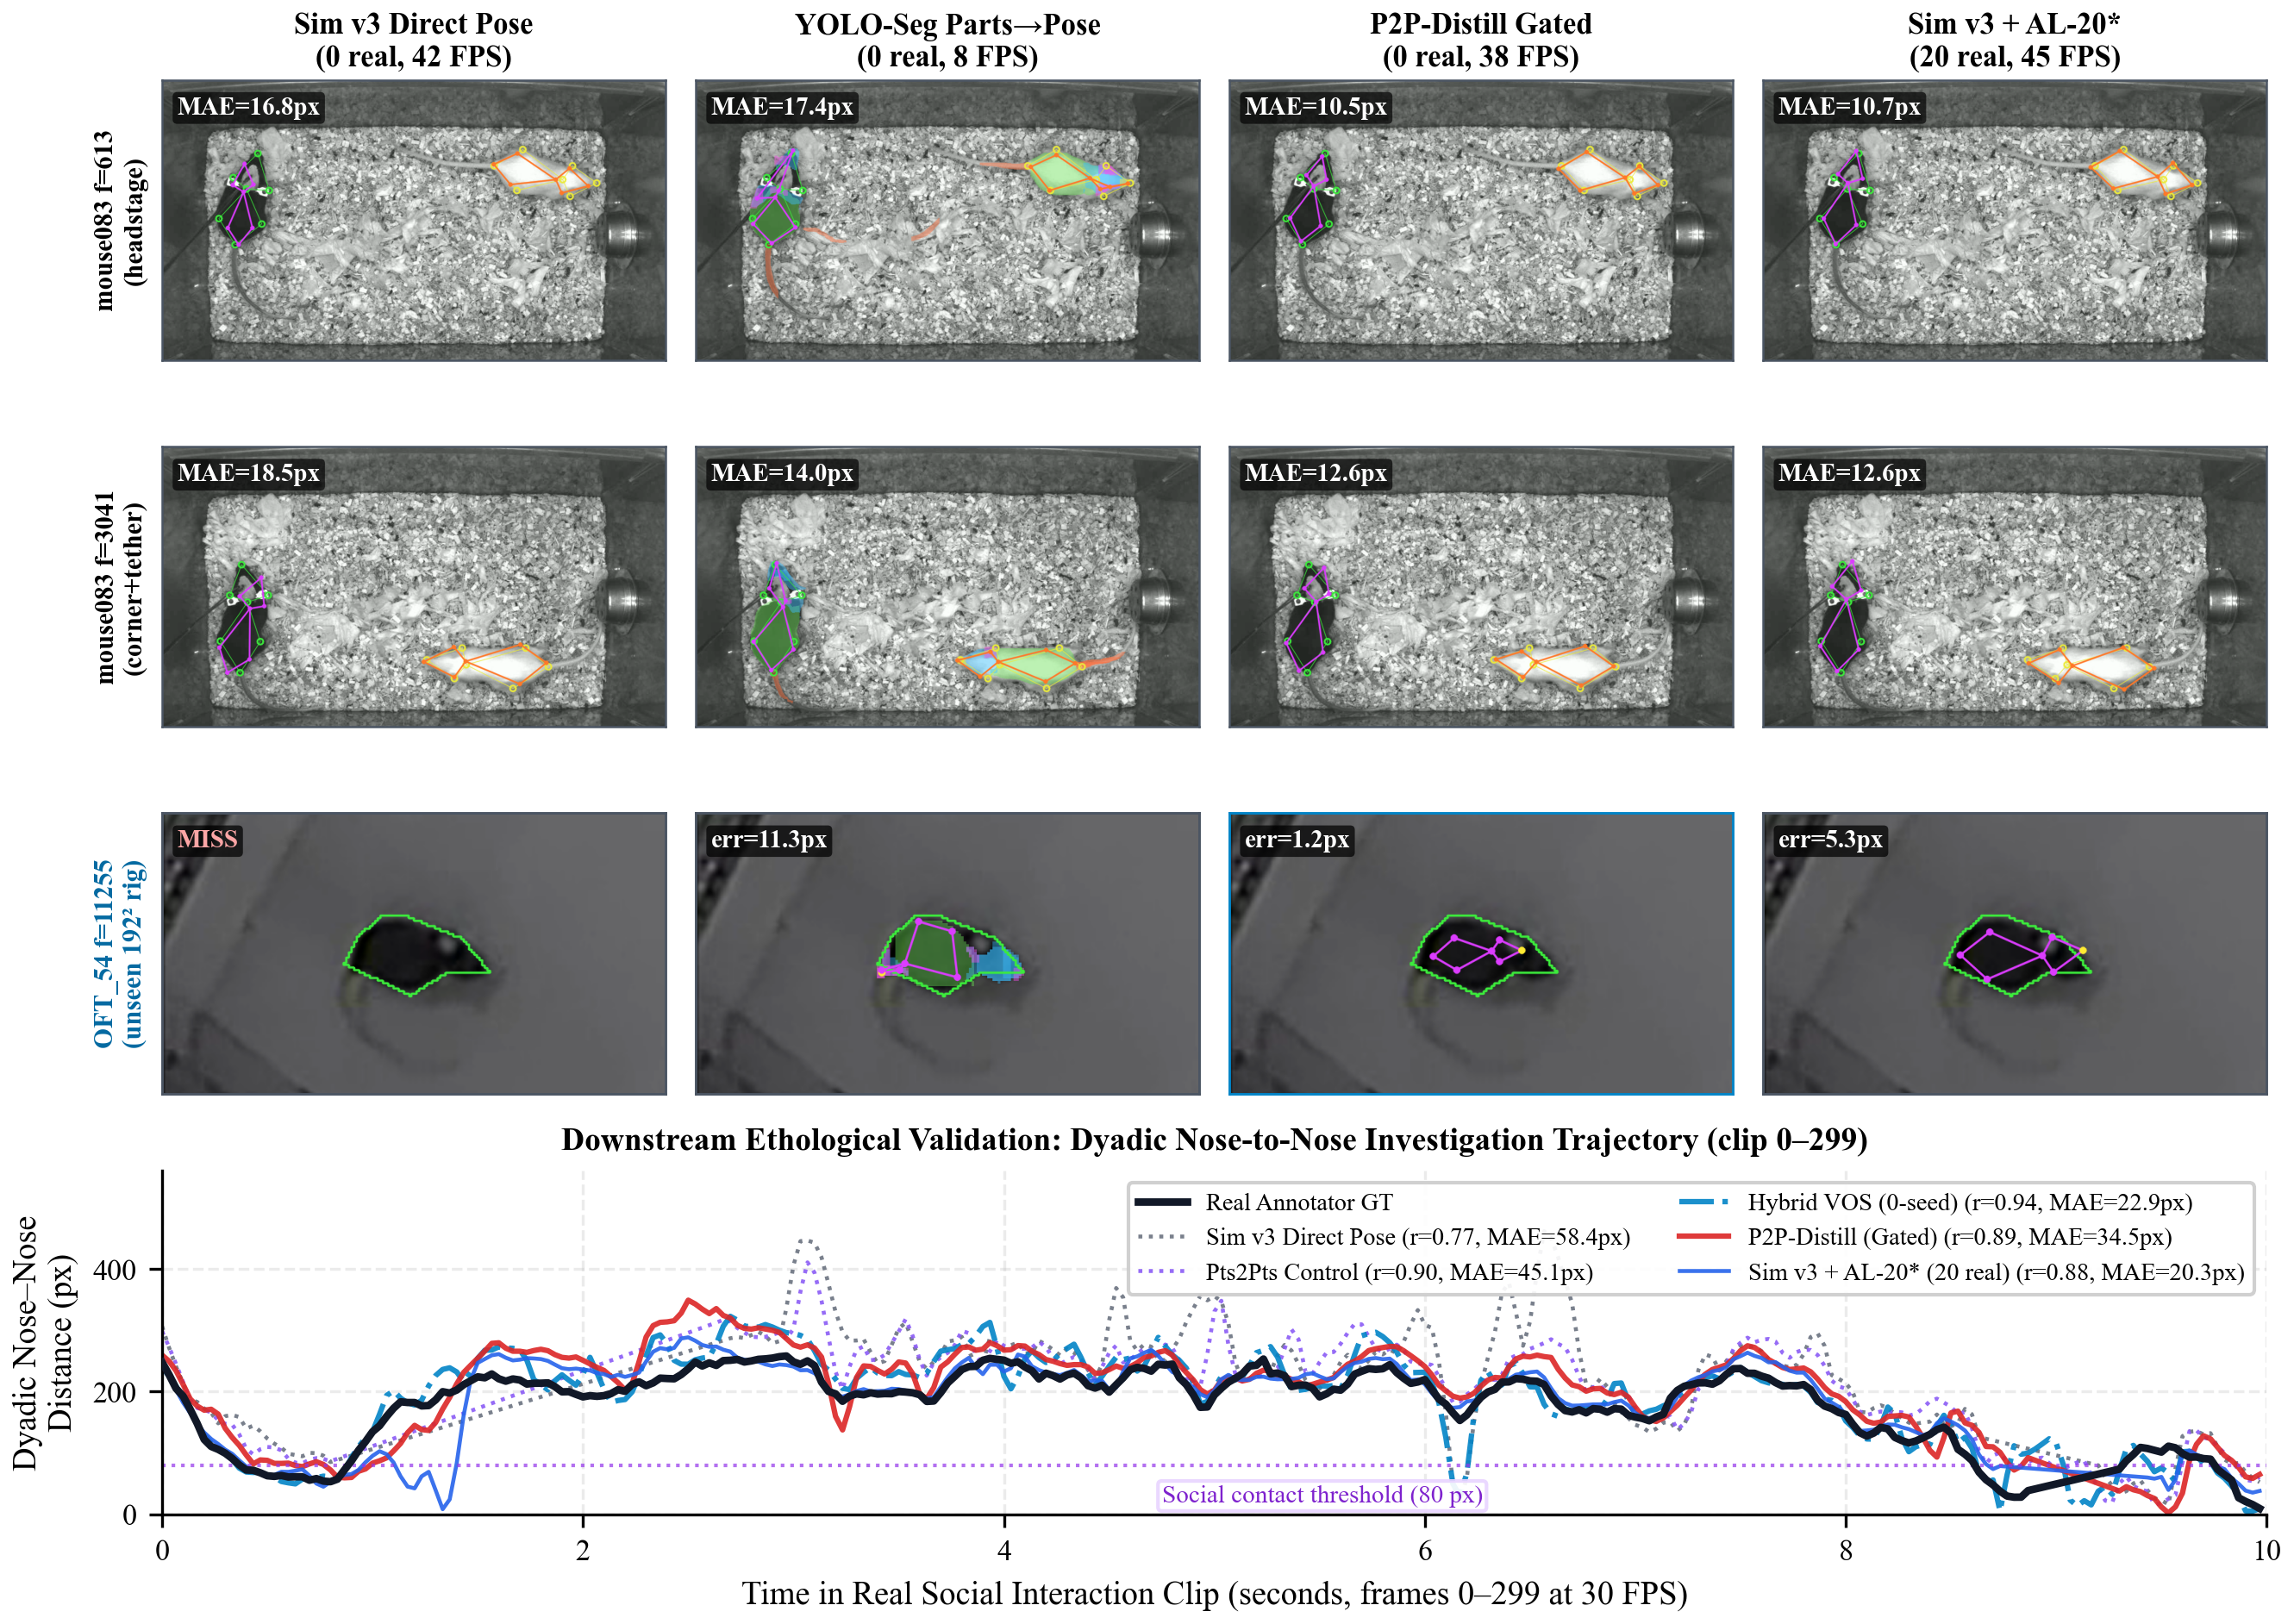 Sim v3 Direct Pose
(0 real, 42 FPS)
YOLO-Seg Parts→Pose
(0 real, 8 FPS)
P2P-Distill Gated
(0 real, 38 FPS)
Sim v3 + AL-20*
(20 real, 45 FPS)
mouse083 f=613
(headstage)
MAE=16.8px
MAE=17.4px
MAE=10.5px
MAE=10.7px
mouse083 f=3041
(corner+tether)
MAE=18.5px
MAE=14.0px
MAE=12.6px
MAE=12.6px
OFT_54 f=11255
(unseen 192² rig)
MISS
err=11.3px
err=1.2px
err=5.3px
Downstream Ethological Validation: Dyadic Nose-to-Nose Investigation Trajectory (clip 0–299)
Dyadic Nose–Nose
Distance (px)
400
200
0
Real Annotator GT
Sim v3 Direct Pose (r=0.77, MAE=58.4px)
Pts2Pts Control (r=0.90, MAE=45.1px)
Hybrid VOS (0-seed) (r=0.94, MAE=22.9px)
P2P-Distill (Gated) (r=0.89, MAE=34.5px)
Sim v3 + AL-20* (20 real) (r=0.88, MAE=20.3px)
Social contact threshold (80 px)
0 2 4 6 8 10
Time in Real Social Interaction Clip (seconds, frames 0–299 at 30 FPS)